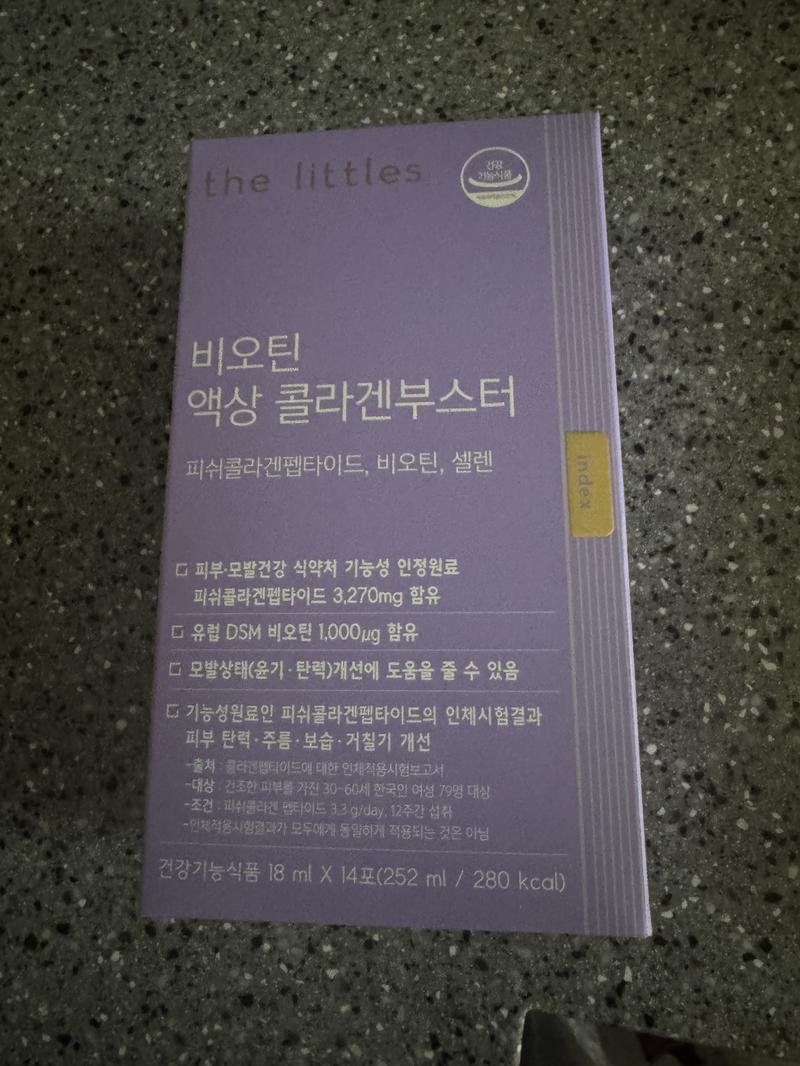 the littles
건강
기능식품
비오틴
액상 콜라겐부스터
피쉬콜라겐펩타이드, 비오틴, 셀렌
index
피부·모발건강 식약처 기능성 인정원료
피쉬콜라겐펩타이드 3,270mg 함유
유럽 DSM 비오틴 1,000µg 함유
모발상태(윤기·탄력)개선에 도움을 줄 수 있음
기능성원료인 피쉬콜라겐펩타이드의 인체시험결과
피부 탄력·주름·보습·거칠기 개선
-출처 : 콜라겐펩타이드에 대한 인체적용시험보고서
-대상 : 건조한 피부를 가진 30-60세 한국인 여성 79명 대상
-조건 : 피쉬콜라겐 펩타이드 3.3 g/day, 12주간 섭취
-인체적용시험결과가 모두에게 동일하게 적용되는 것은 아님
건강기능식품 18 ml X 14포(252 ml / 280 kcal)